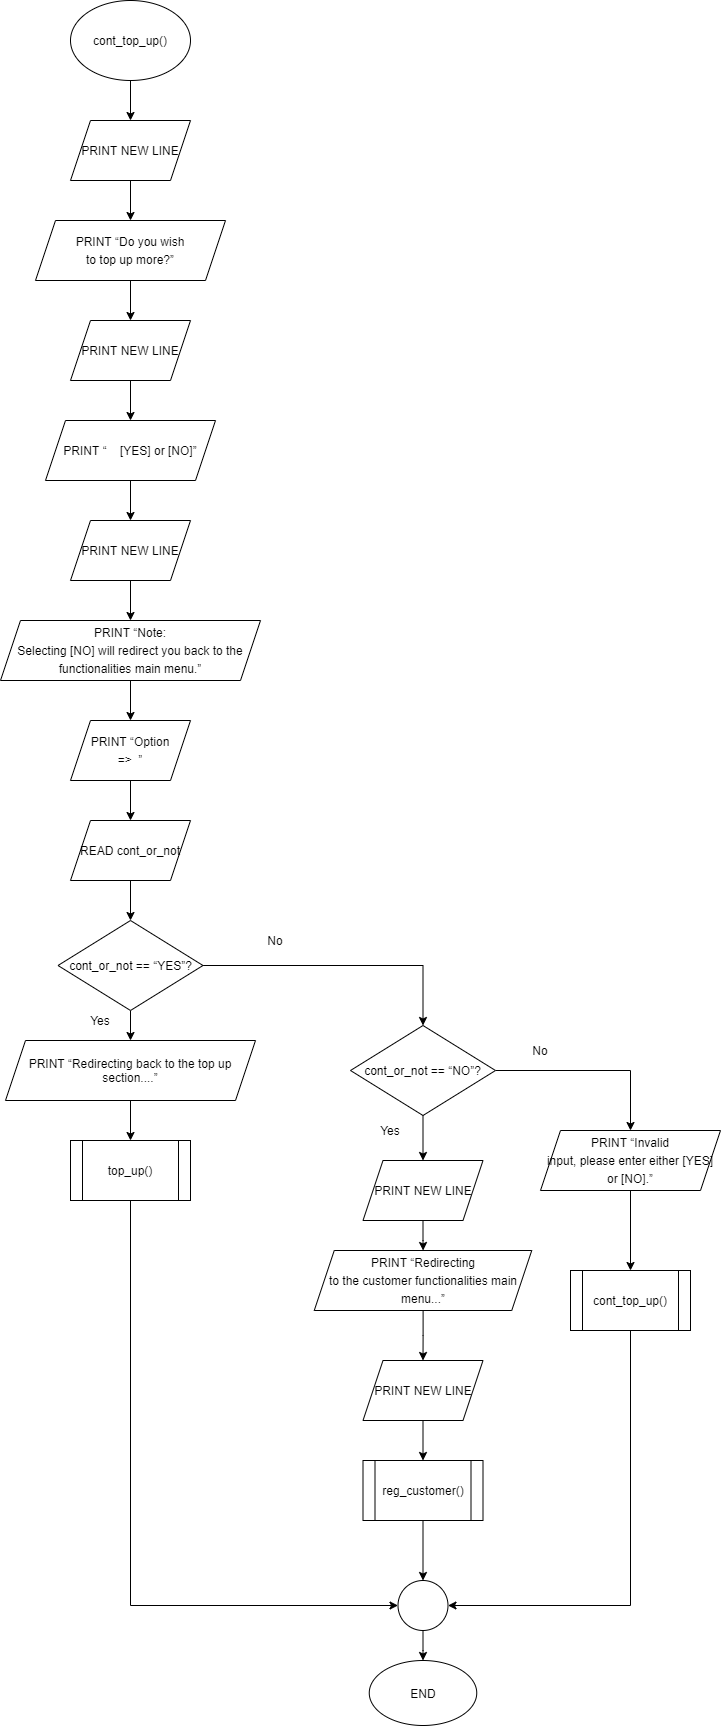 cont_top_up()
PRINT NEW LINE
PRINT “Do you wish
to top up more?”
PRINT NEW LINE
PRINT “    [YES] or [NO]”
PRINT NEW LINE
PRINT “Note:
Selecting [NO] will redirect you back to the
functionalities main menu.”
PRINT “Option
=>  ”
READ cont_or_not
cont_or_not == “YES”?
No
Yes
PRINT “Redirecting back to the top up
section....”
top_up()
cont_or_not == “NO”?
No
Yes
PRINT “Invalid
input, please enter either [YES]
or [NO].”
PRINT NEW LINE
PRINT “Redirecting
to the customer functionalities main
menu...”
cont_top_up()
PRINT NEW LINE
reg_customer()
END